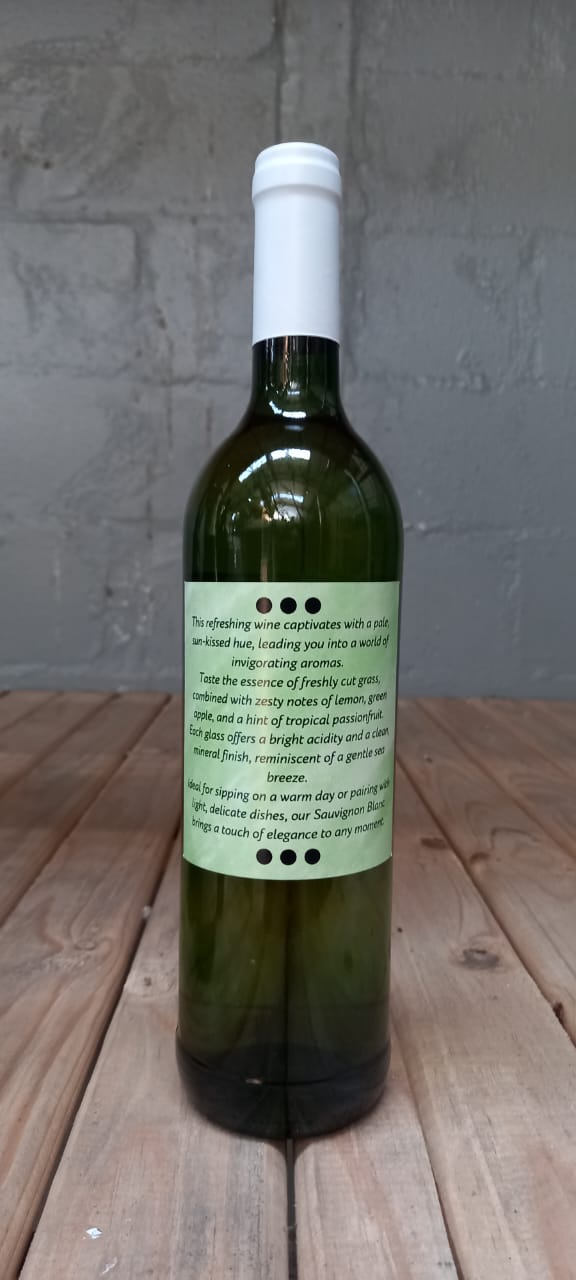 This refreshing wine captivates with a pale,
sun-kissed hue, leading you into a world of
invigorating aromas.
Taste the essence of freshly cut grass,
combined with zesty notes of lemon, green
apple, and a hint of tropical passionfruit.
Each glass offers a bright acidity and a clean,
mineral finish, reminiscent of a gentle sea
breeze.
Ideal for sipping on a warm day or pairing with
light, delicate dishes, our Sauvignon Blanc
brings a touch of elegance to any moment.